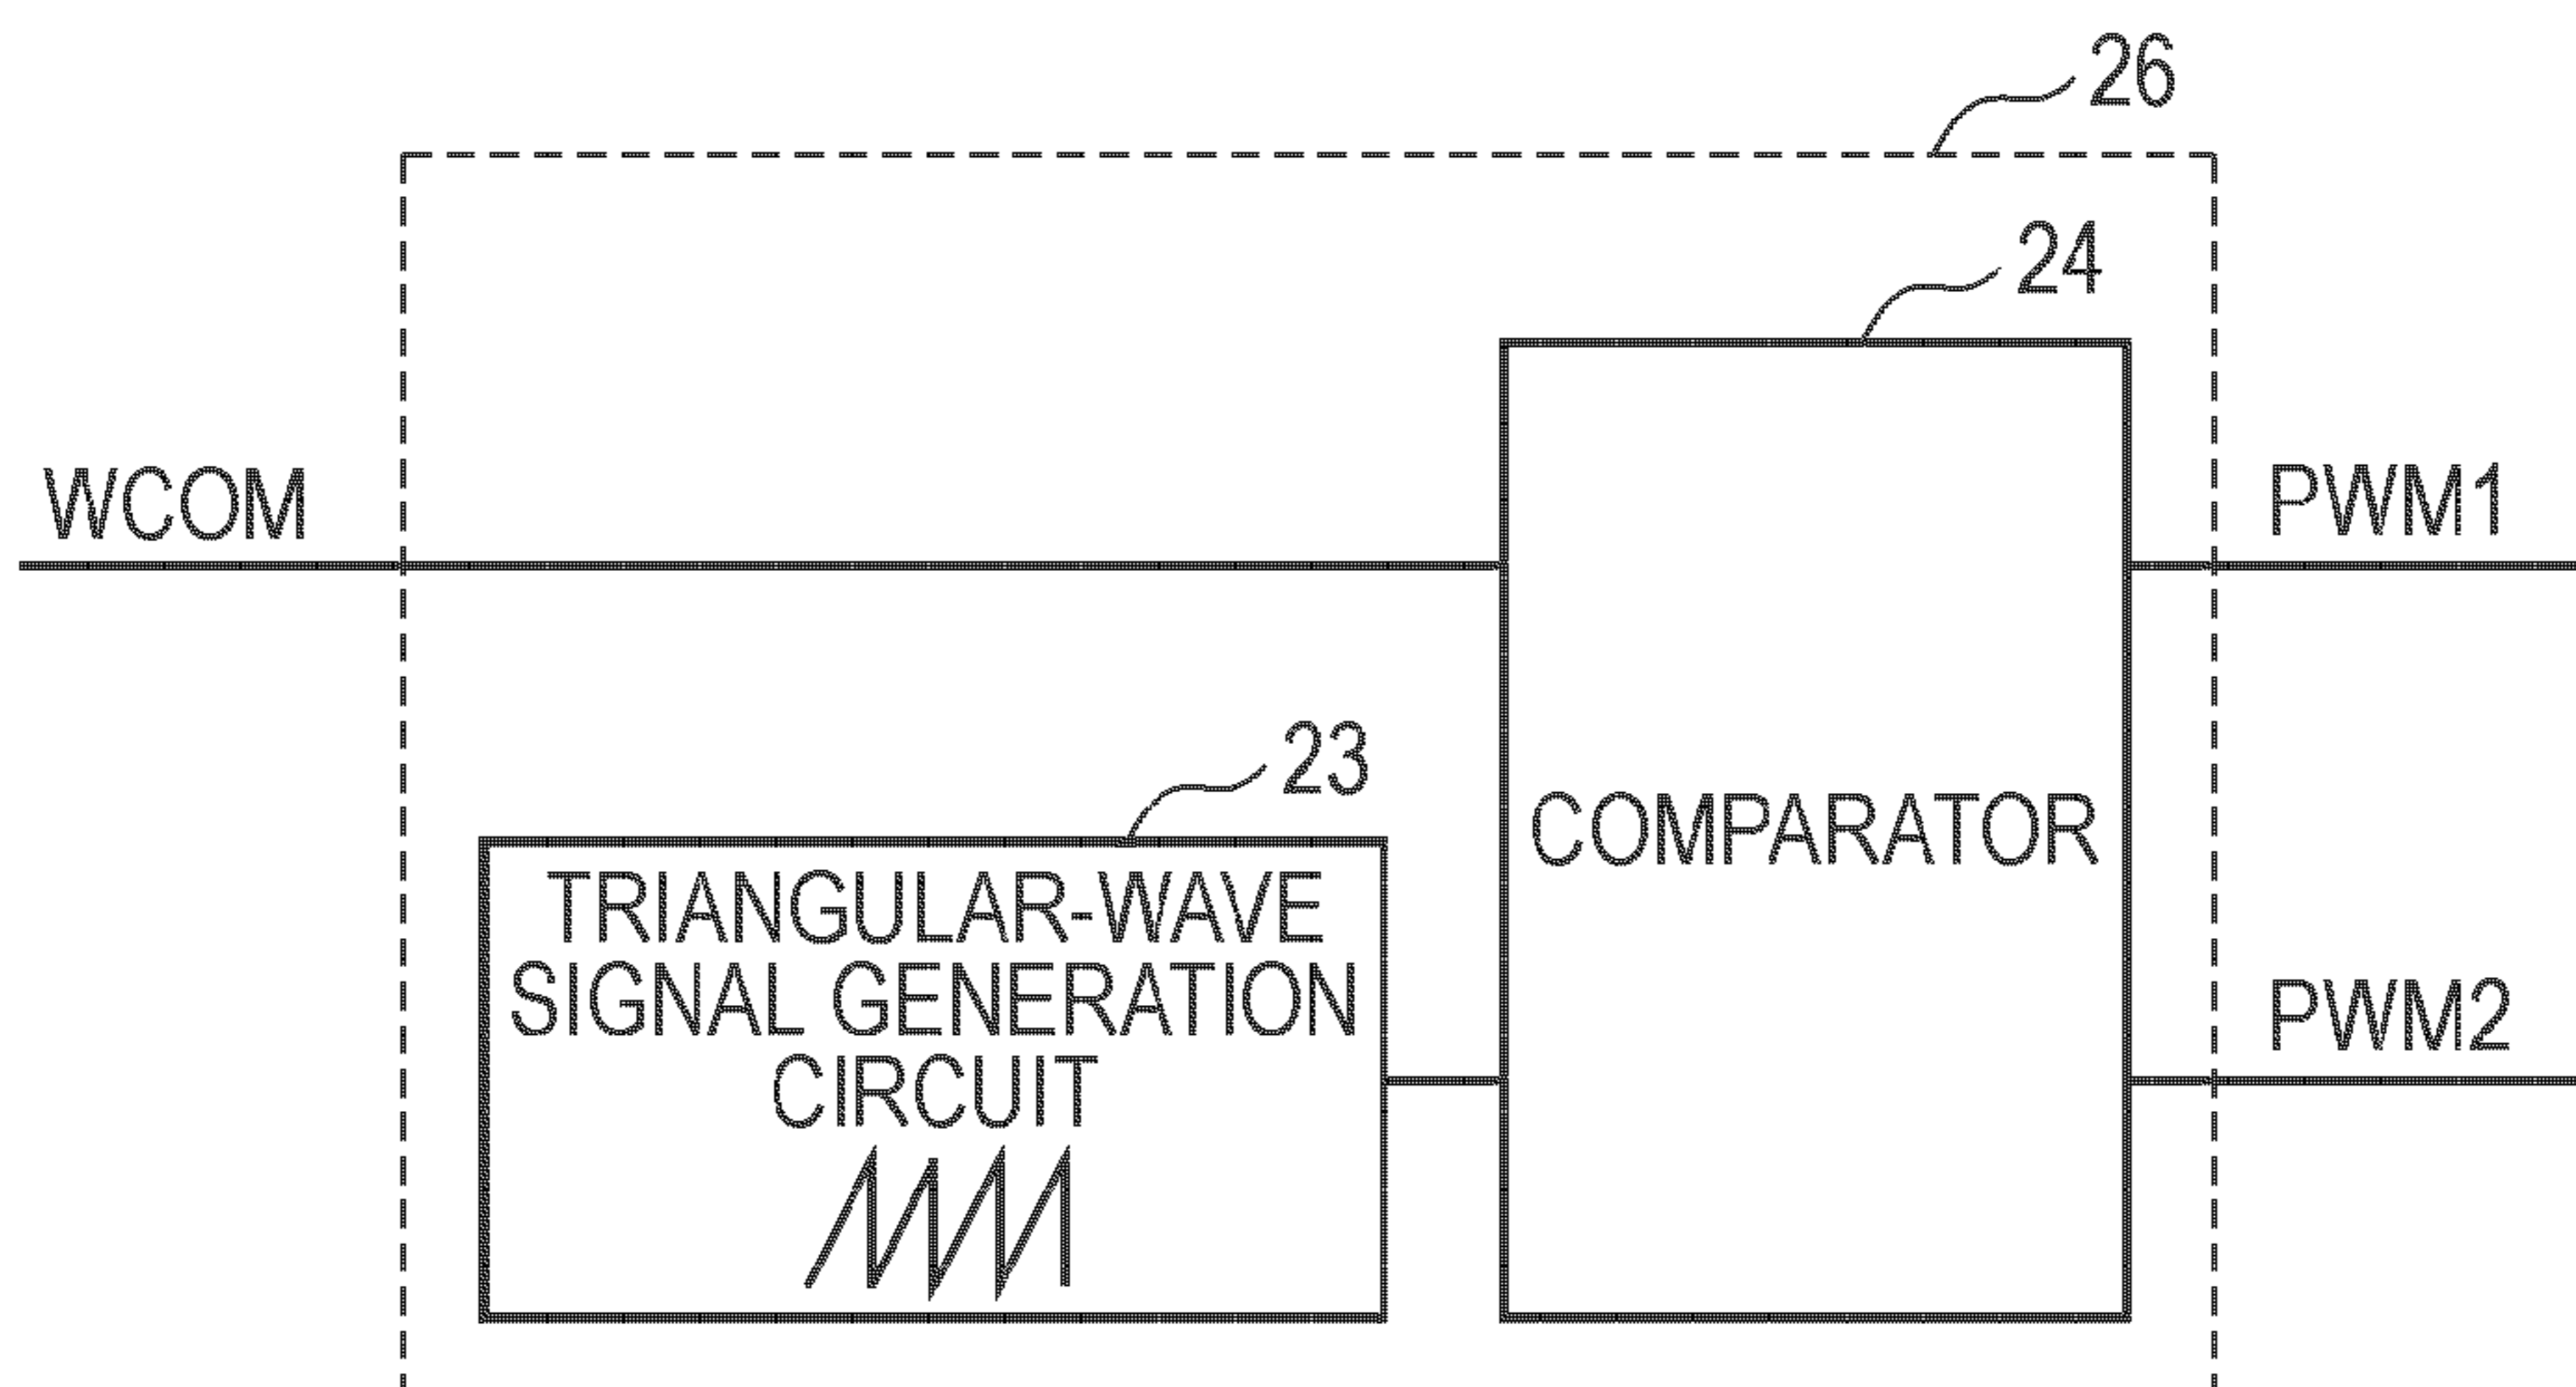 26
24
WCOM
PWM1
23
COMPARATOR
TRIANGULAR-WAVE
SIGNAL GENERATION
CIRCUIT
PWM2